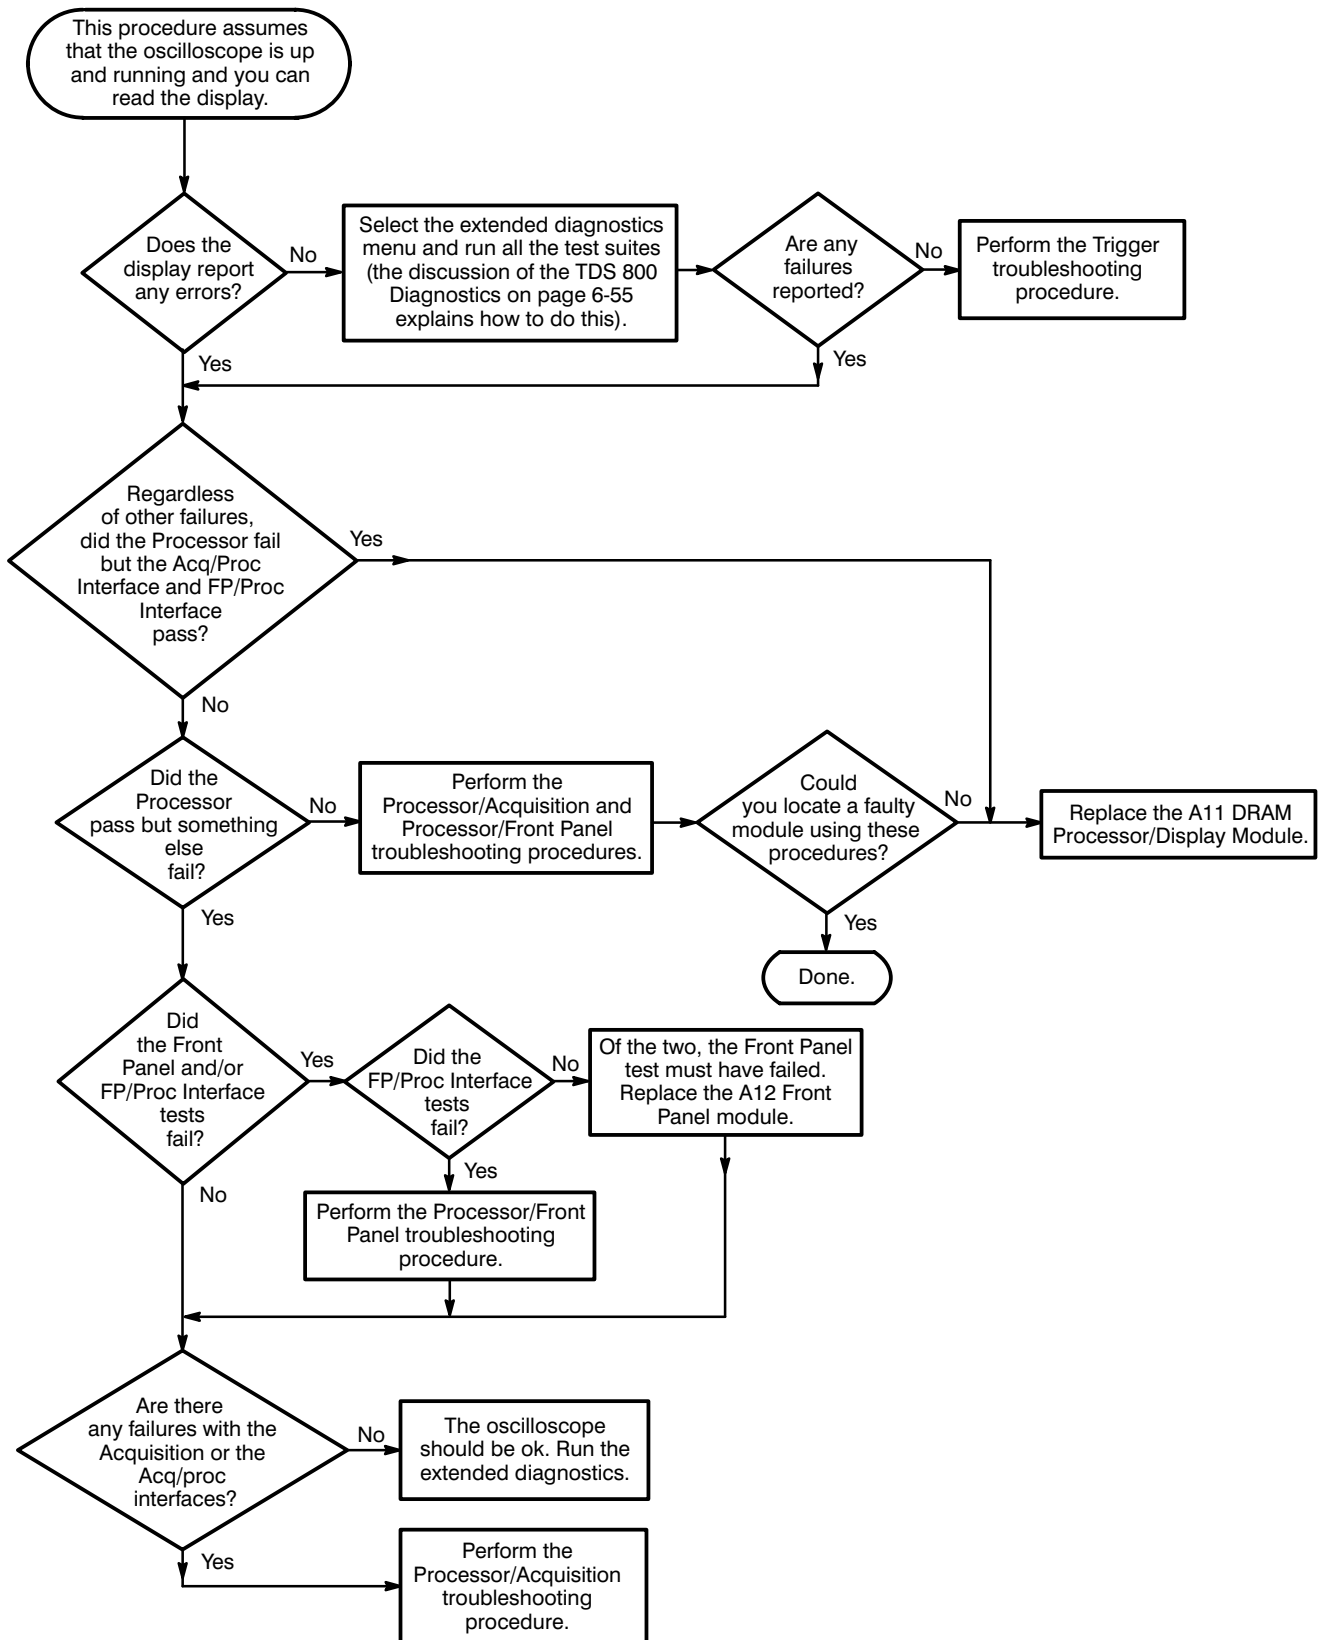 This procedure assumes
that the oscilloscope is up
and running and you can
read the display.
Does the
display report
any errors?
No
Select the extended diagnostics
menu and run all the test suites
(the discussion of the TDS 800
Diagnostics on page 6-55
explains how to do this).
Are any
failures
reported?
No
Perform the Trigger
troubleshooting
procedure.
Yes
Yes
Regardless
of other failures,
did the Processor fail
but the Acq/Proc
Interface and FP/Proc
Interface
pass?
Yes
No
Did the
Processor
pass but something
else
fail?
No
Perform the
Processor/Acquisition and
Processor/Front Panel
troubleshooting procedures.
Could
you locate a faulty
module using these
procedures?
No
Replace the A11 DRAM
Processor/Display Module.
Yes
Yes
Done.
Did
the Front
Panel and/or
FP/Proc Interface
tests
fail?
Yes
Did the
FP/Proc Interface
tests
fail?
No
Of the two, the Front Panel
test must have failed.
Replace the A12 Front
Panel module.
Yes
No
Perform the Processor/Front
Panel troubleshooting
procedure.
Are there
any failures with the
Acquisition or the
Acq/proc
interfaces?
No
The oscilloscope
should be ok. Run the
extended diagnostics.
Yes
Perform the
Processor/Acquisition
troubleshooting
procedure.